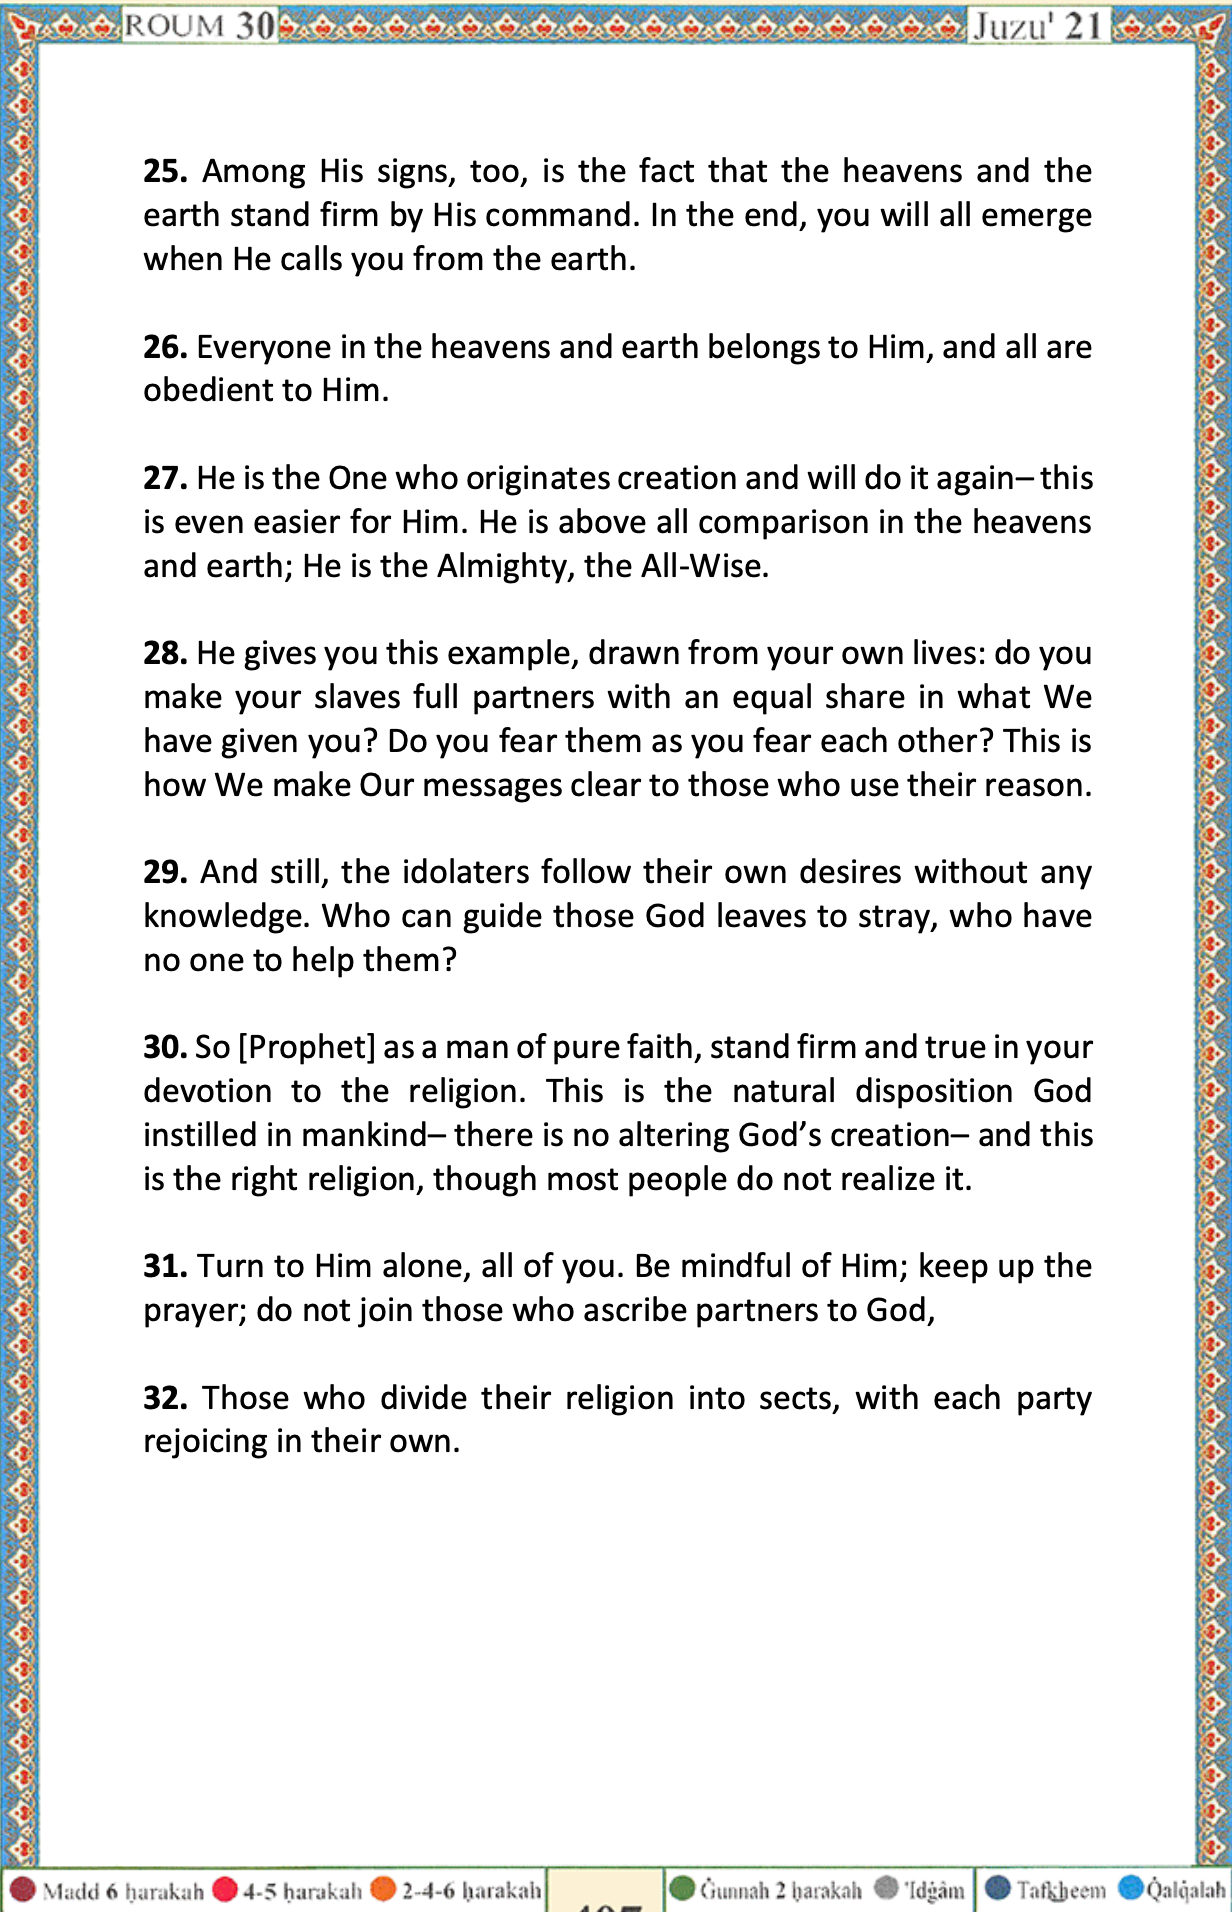 ROUM 30 Juzu' 21
25. Among His signs, too, is the fact that the heavens and the
earth stand firm by His command. In the end, you will all emerge
when He calls you from the earth.
26. Everyone in the heavens and earth belongs to Him, and all are
obedient to Him.
27. He is the One who originates creation and will do it again– this
is even easier for Him. He is above all comparison in the heavens
and earth; He is the Almighty, the All-Wise.
28. He gives you this example, drawn from your own lives: do you
make your slaves full partners with an equal share in what We
have given you? Do you fear them as you fear each other? This is
how We make Our messages clear to those who use their reason.
29. And still, the idolaters follow their own desires without any
knowledge. Who can guide those God leaves to stray, who have
no one to help them?
30. So [Prophet] as a man of pure faith, stand firm and true in your
devotion to the religion. This is the natural disposition God
instilled in mankind– there is no altering God’s creation– and this
is the right religion, though most people do not realize it.
31. Turn to Him alone, all of you. Be mindful of Him; keep up the
prayer; do not join those who ascribe partners to God,
32. Those who divide their religion into sects, with each party
rejoicing in their own.
Madd 6 ḥarakah 4-5 ḥarakah 2-4-6 ḥarakah Ġunnah 2 ḥarakah 'Idġâm Tafk͟heem Q̇alq̇alah